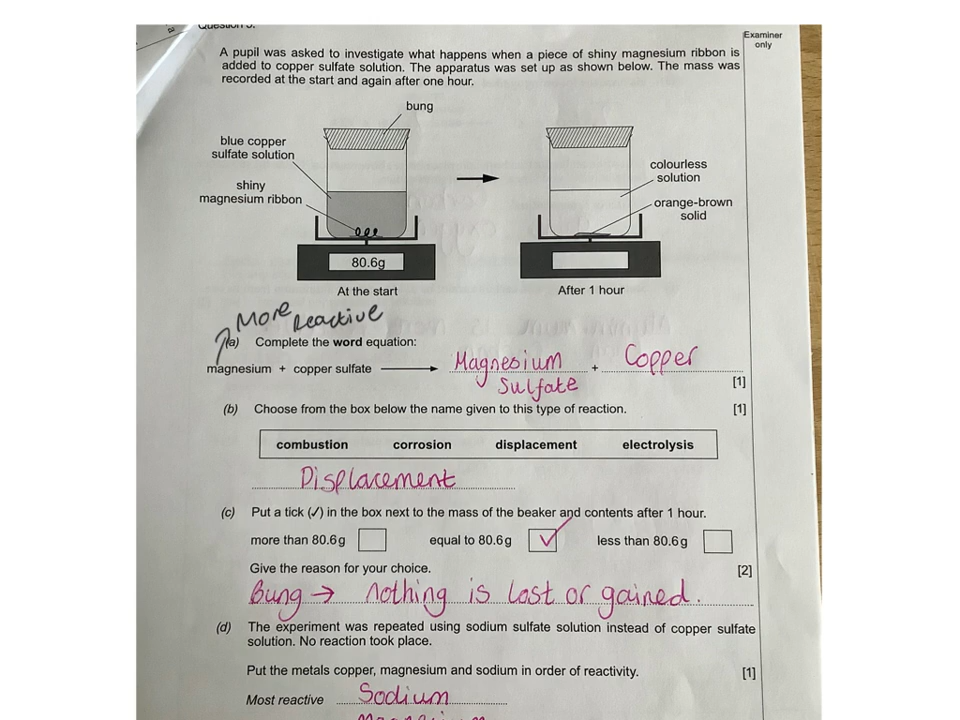 Question 5.
Examiner
only
A pupil was asked to investigate what happens when a piece of shiny magnesium ribbon is
added to copper sulfate solution. The apparatus was set up as shown below. The mass was
recorded at the start and again after one hour.
bung
blue copper
sulfate solution
shiny
magnesium ribbon
colourless
solution
orange-brown
solid
80.6g
At the start
After 1 hour
More Reactive
(a) Complete the word equation:
magnesium + copper sulfate → Magnesium + Copper
Sulfate
[1]
(b) Choose from the box below the name given to this type of reaction. [1]
combustion corrosion displacement electrolysis
Displacement
(c) Put a tick (✓) in the box next to the mass of the beaker and contents after 1 hour.
more than 80.6g equal to 80.6g ✓ less than 80.6g
Give the reason for your choice. [2]
Bung → nothing is lost or gained.
(d) The experiment was repeated using sodium sulfate solution instead of copper sulfate
solution. No reaction took place.
Put the metals copper, magnesium and sodium in order of reactivity. [1]
Most reactive Sodium